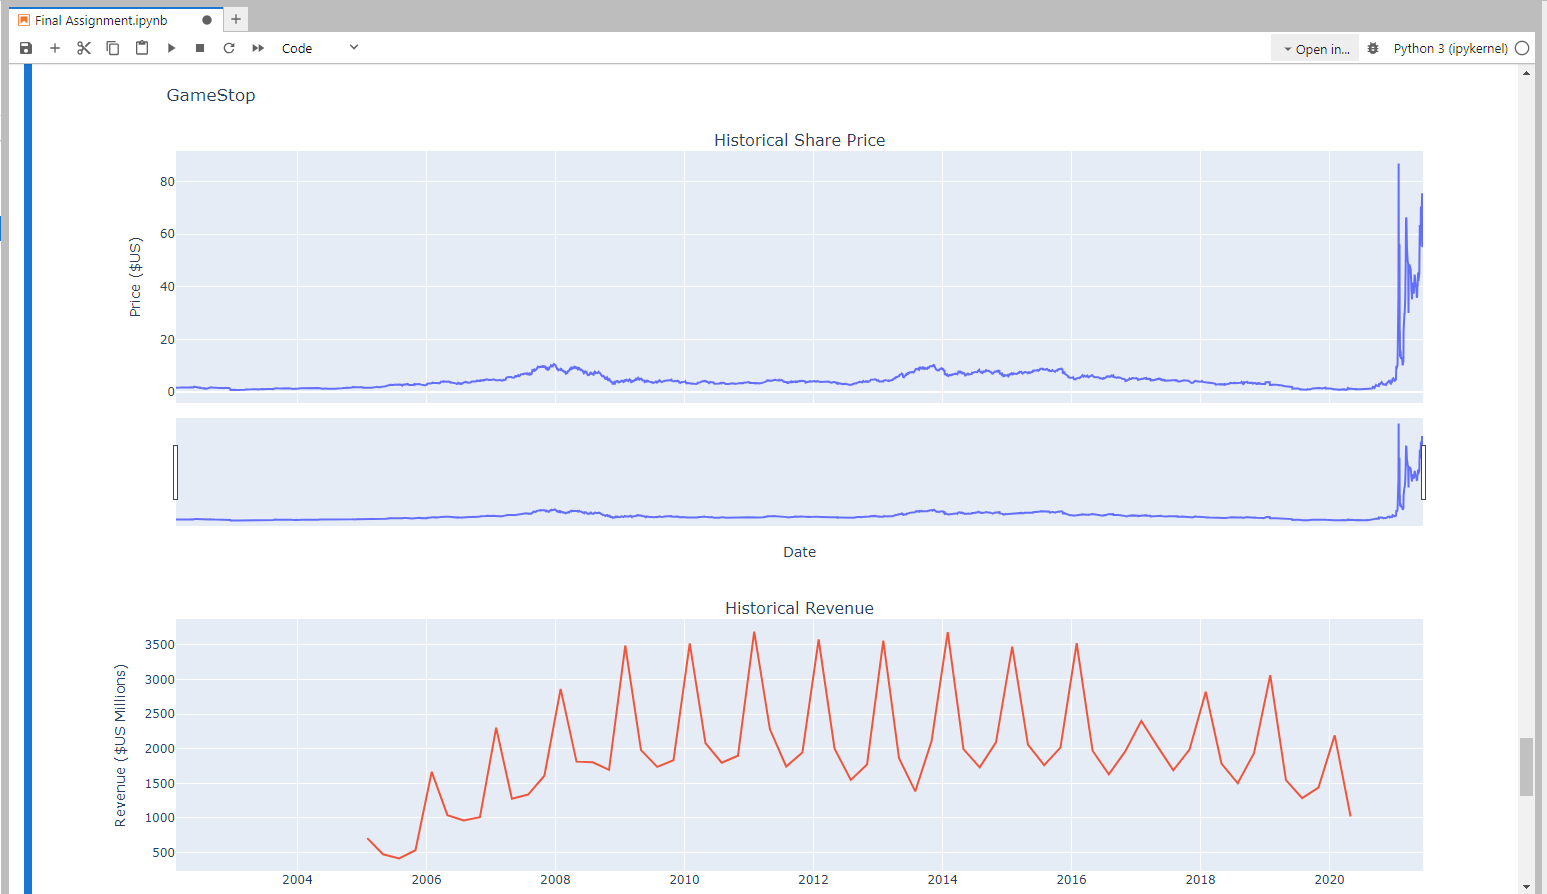 Final Assignment.ipynb
Code
Open in...
Python 3 (ipykernel)
GameStop
Historical Share Price
80
60
40
20
0
Price ($US)
Date
Historical Revenue
3500
3000
2500
2000
1500
1000
500
Revenue ($US Millions)
2004 2006 2008 2010 2012 2014 2016 2018 2020